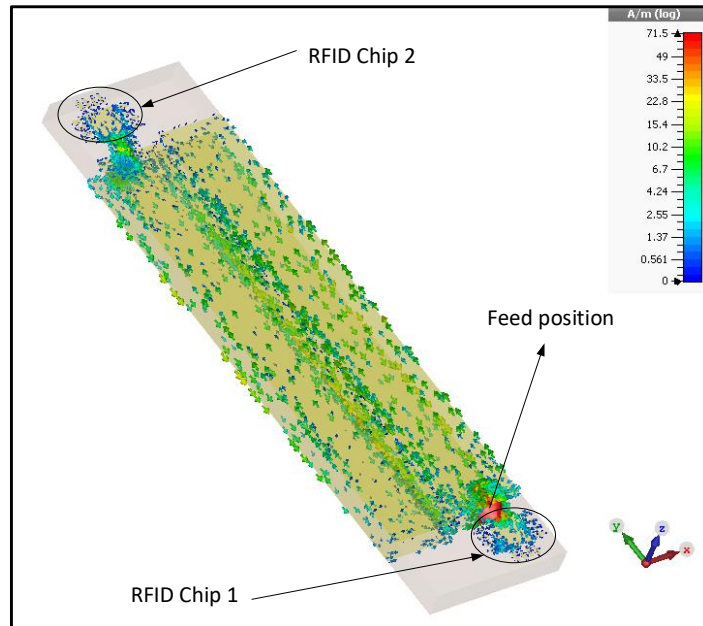 A/m (log)
71.5
49
33.5
22.8
15.4
10.2
6.7
4.24
2.55
1.37
0.561
0
RFID Chip 2
Feed position
RFID Chip 1
y
z
x